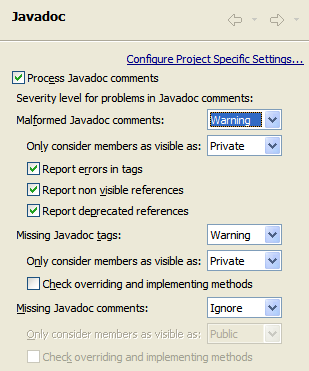 Javadoc
Configure Project Specific Settings...
Process Javadoc comments
Severity level for problems in Javadoc comments:
Malformed Javadoc comments: Warning
Only consider members as visible as: Private
Report errors in tags
Report non visible references
Report deprecated references
Missing Javadoc tags: Warning
Only consider members as visible as: Private
Check overriding and implementing methods
Missing Javadoc comments: Ignore
Only consider members as visible as: Public
Check overriding and implementing methods